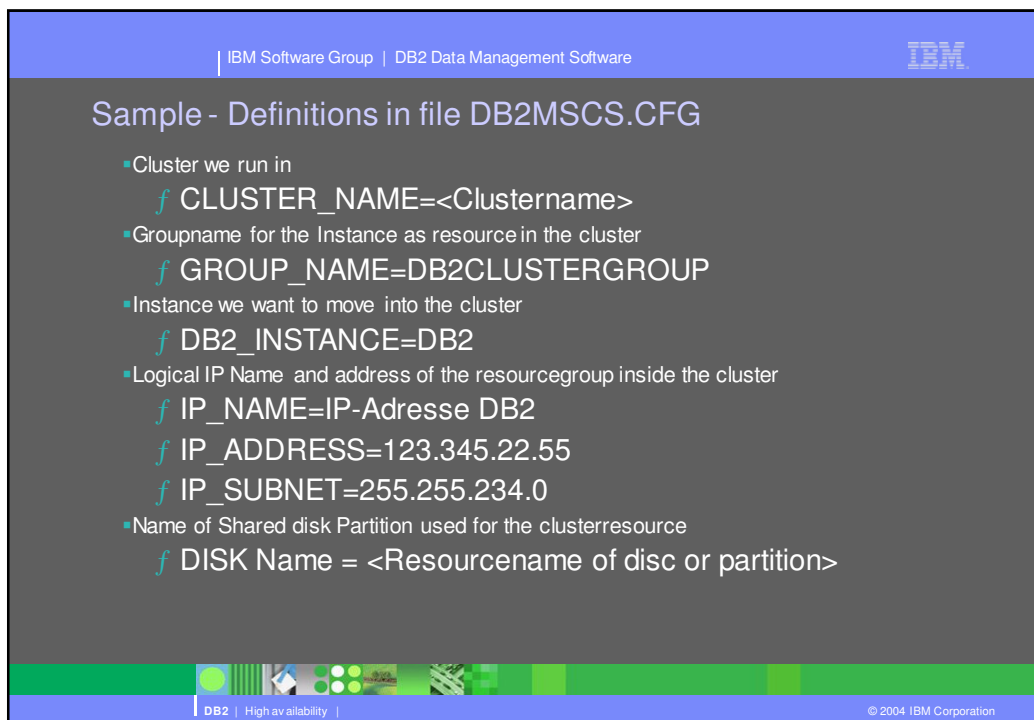 IBM Software Group | DB2 Data Management Software
IBM
Sample - Definitions in file DB2MSCS.CFG
▪Cluster we run in
ƒ CLUSTER_NAME=<Clustername>
▪Groupname for the Instance as resource in the cluster
ƒ GROUP_NAME=DB2CLUSTERGROUP
▪Instance we want to move into the cluster
ƒ DB2_INSTANCE=DB2
▪Logical IP Name and address of the resourcegroup inside the cluster
ƒ IP_NAME=IP-Adresse DB2
ƒ IP_ADDRESS=123.345.22.55
ƒ IP_SUBNET=255.255.234.0
▪Name of Shared disk Partition used for the clusterresource
ƒ DISK Name = <Resourcename of disc or partition>
DB2 | High availability |
© 2004 IBM Corporation